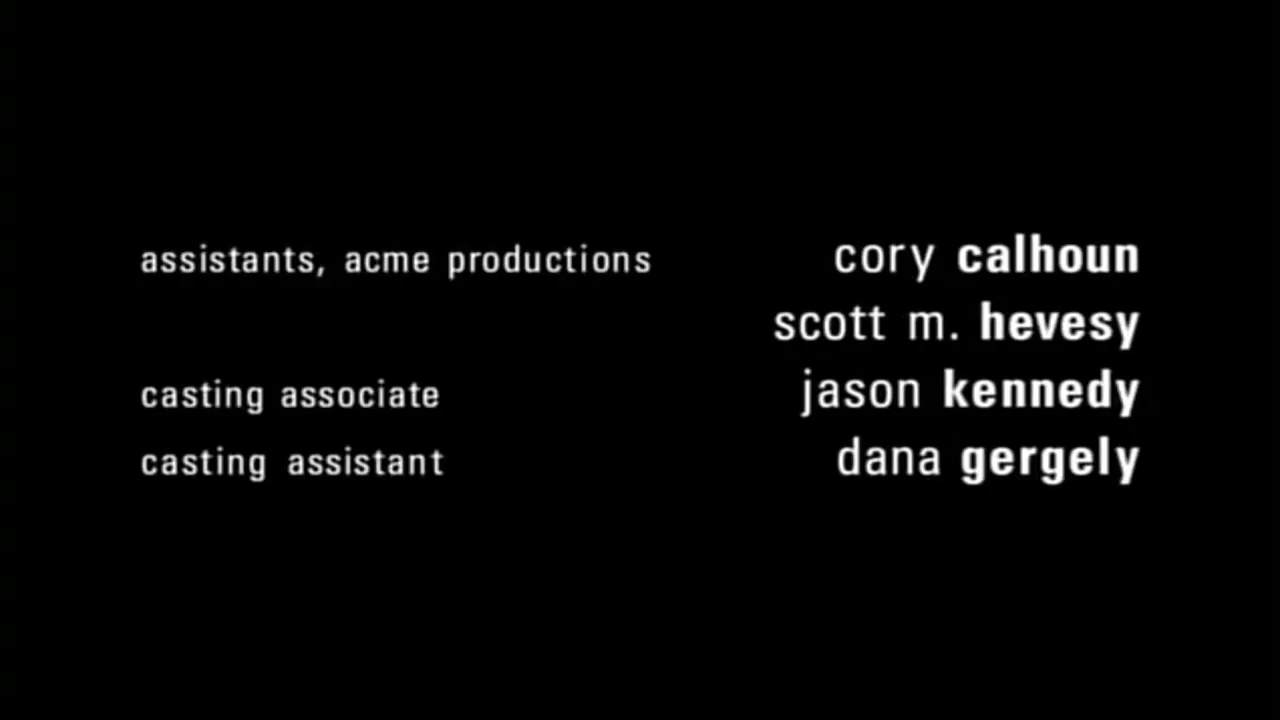 assistants, acme productions cory calhoun
scott m. hevesy
casting associate jason kennedy
casting assistant dana gergely